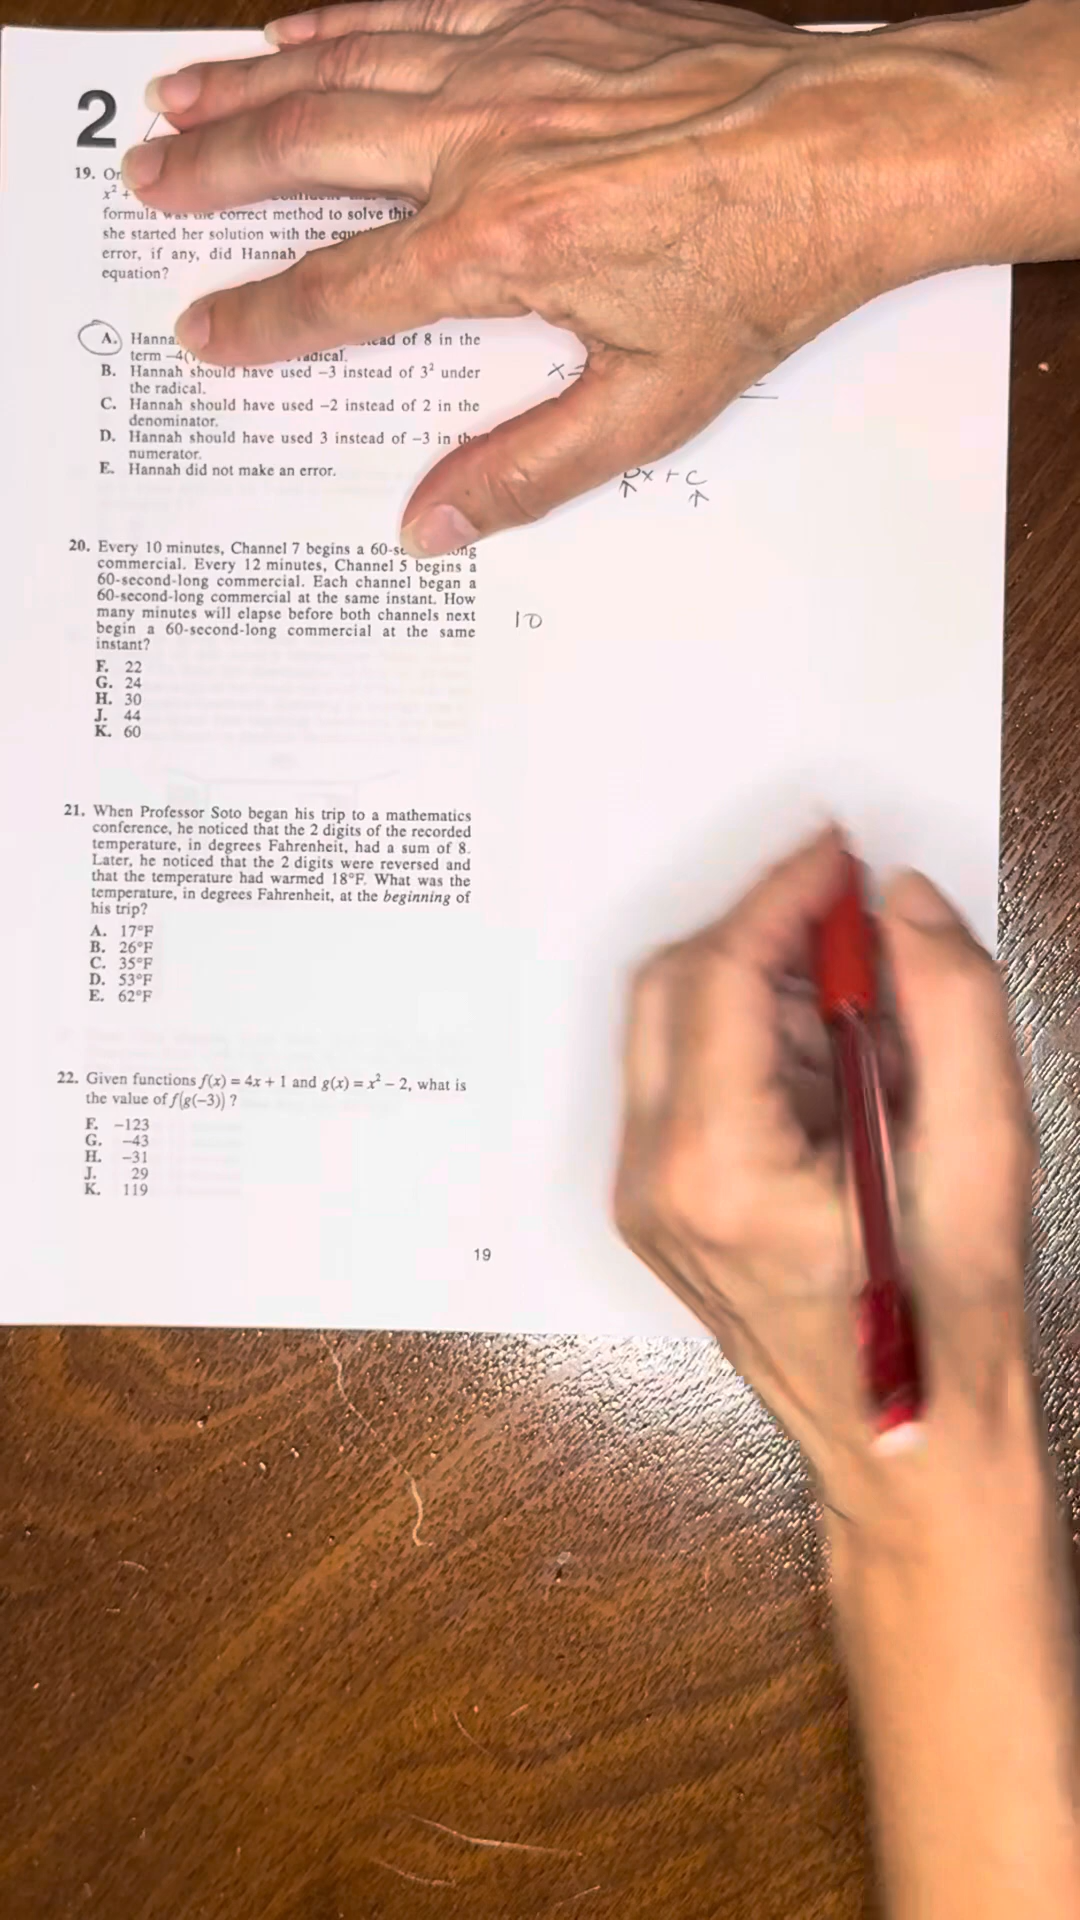 2
19. Or
x² +
formula was the correct method to solve this
she started her solution with the
error, if any, did Hannah
equation?
A. Hanna of 8 in the
term –4( radical.
B. Hannah should have used –3 instead of 3² under
the radical.
C. Hannah should have used –2 instead of 2 in the
denominator.
D. Hannah should have used 3 instead of –3 in the
numerator.
E. Hannah did not make an error.
x=
x + c
20. Every 10 minutes, Channel 7 begins a 60-se long
commercial. Every 12 minutes, Channel 5 begins a
60-second-long commercial. Each channel began a
60-second-long commercial at the same instant. How
many minutes will elapse before both channels next
begin a 60-second-long commercial at the same
instant?
10
F. 22
G. 24
H. 30
J. 44
K. 60
21. When Professor Soto began his trip to a mathematics
conference, he noticed that the 2 digits of the recorded
temperature, in degrees Fahrenheit, had a sum of 8.
Later, he noticed that the 2 digits were reversed and
that the temperature had warmed 18°F. What was the
temperature, in degrees Fahrenheit, at the beginning of
his trip?
A. 17°F
B. 26°F
C. 35°F
D. 53°F
E. 62°F
22. Given functions f(x) = 4x + 1 and g(x) = x² – 2, what is
the value of f(g(–3)) ?
F. –123
G. –43
H. –31
J. 29
K. 119
19